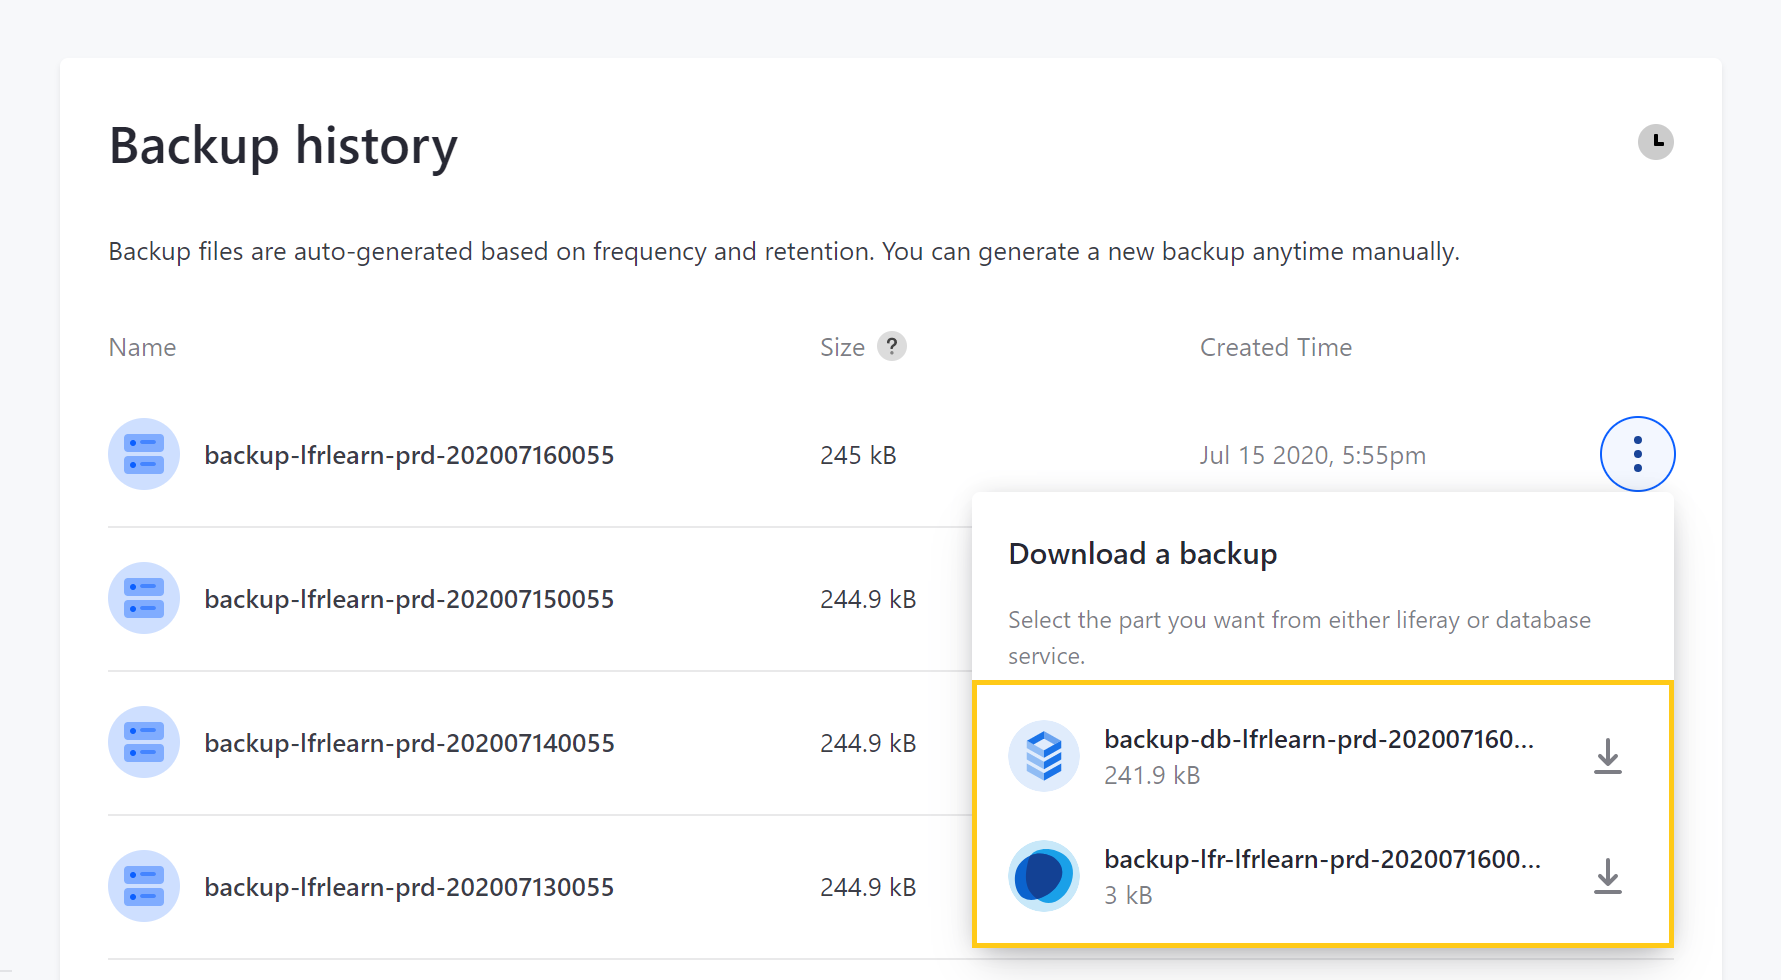 Backup history
Backup files are auto-generated based on frequency and retention. You can generate a new backup anytime manually.
Name Size ? Created Time
backup-lfrlearn-prd-202007160055 245 kB Jul 15 2020, 5:55pm
Download a backup
backup-lfrlearn-prd-202007150055 244.9 kB
Select the part you want from either liferay or database
service.
backup-lfrlearn-prd-202007140055 244.9 kB
backup-db-lfrlearn-prd-202007160...
241.9 kB
backup-lfrlearn-prd-202007130055 244.9 kB
backup-lfr-lfrlearn-prd-2020071600...
3 kB